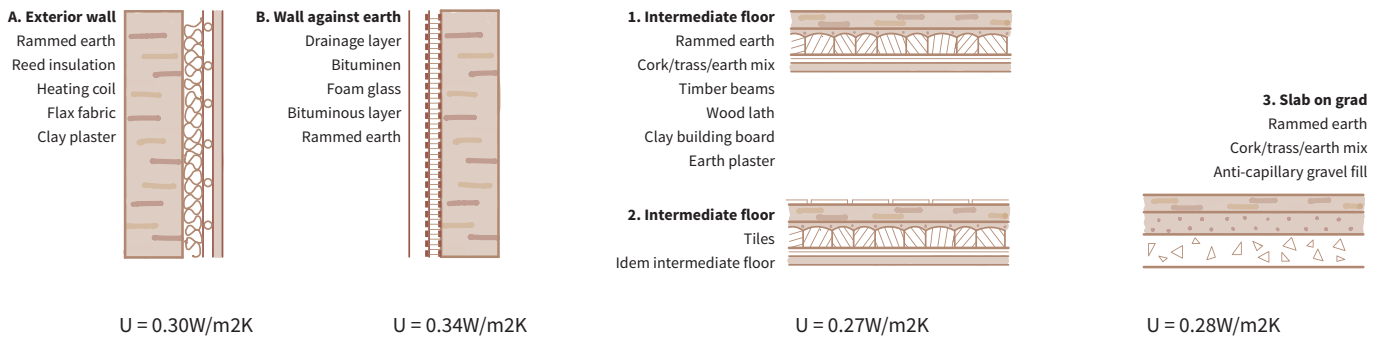 A. Exterior wall
Rammed earth
Reed insulation
Heating coil
Flax fabric
Clay plaster
U = 0.30W/m2K
B. Wall against earth
Drainage layer
Bitumen
Foam glass
Bituminous layer
Rammed earth
U = 0.34W/m2K
1. Intermediate floor
Rammed earth
Cork/trass/earth mix
Timber beams
Wood lath
Clay building board
Earth plaster
2. Intermediate floor
Tiles
Idem intermediate floor
U = 0.27W/m2K
3. Slab on grad
Rammed earth
Cork/trass/earth mix
Anti-capillary gravel fill
U = 0.28W/m2K